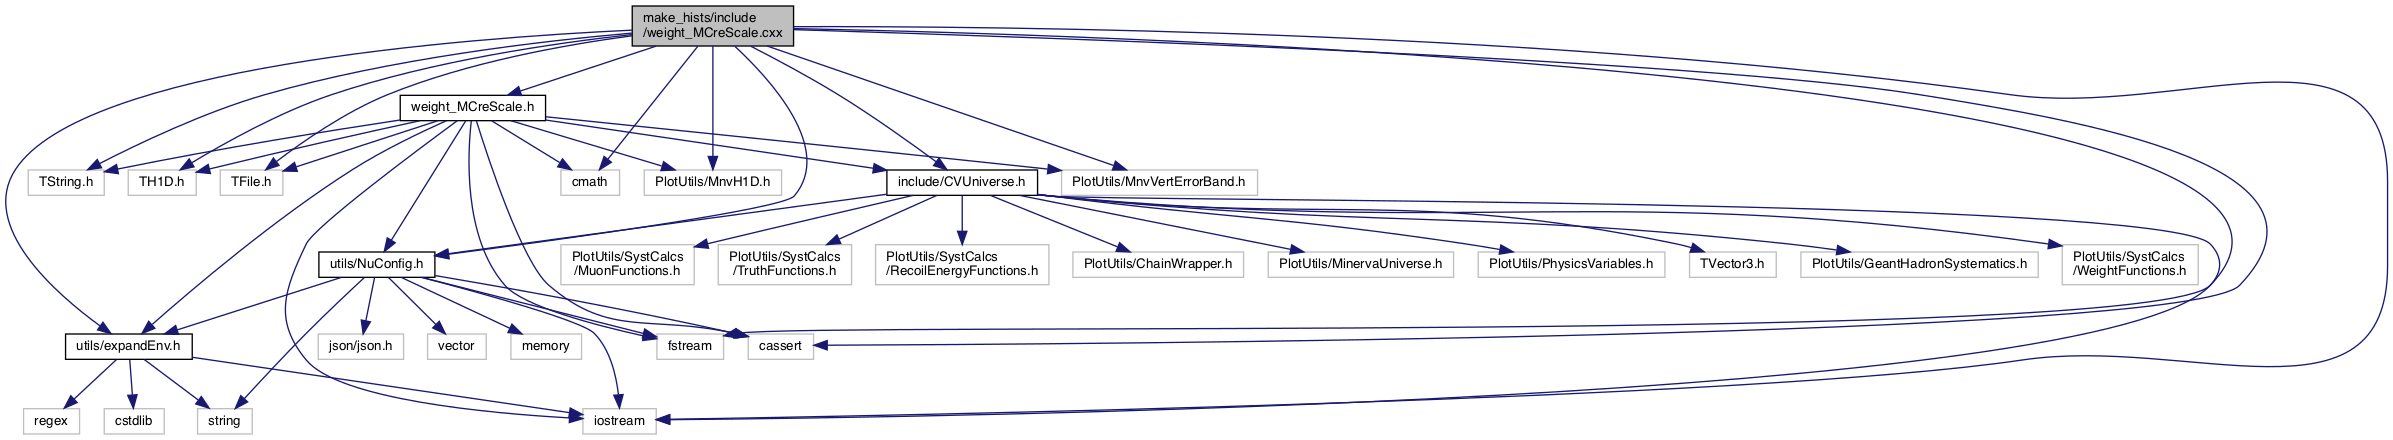 make_hists/include
/weight_MCreScale.cxx
weight_MCreScale.h
TString.h
TH1D.h
TFile.h
cmath
PlotUtils/MnvH1D.h
include/CVUniverse.h
PlotUtils/MnvVertErrorBand.h
utils/NuConfig.h
PlotUtils/SystCalcs
/MuonFunctions.h
PlotUtils/SystCalcs
/TruthFunctions.h
PlotUtils/SystCalcs
/RecoilEnergyFunctions.h
PlotUtils/ChainWrapper.h
PlotUtils/MinervaUniverse.h
PlotUtils/PhysicsVariables.h
TVector3.h
PlotUtils/GeantHadronSystematics.h
PlotUtils/SystCalcs
/WeightFunctions.h
utils/expandEnv.h
json/json.h
vector
memory
fstream
cassert
regex
cstdlib
string
iostream